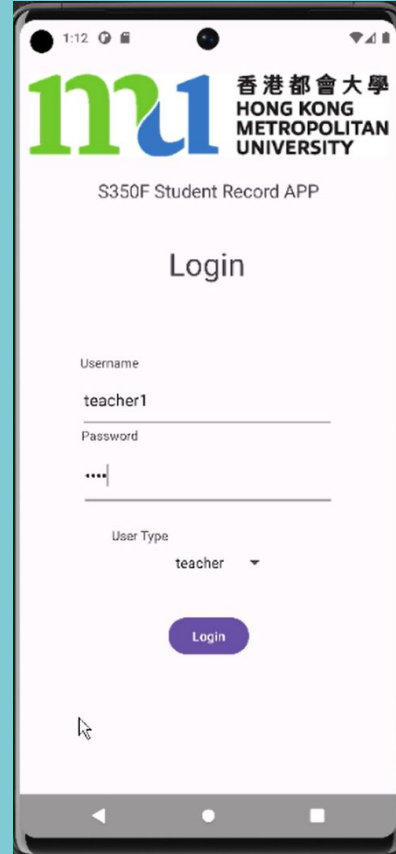 1:12
mu
香港都會大學
HONG KONG
METROPOLITAN
UNIVERSITY
S350F Student Record APP
Login
Username
teacher1
Password
••••
User Type
teacher
Login